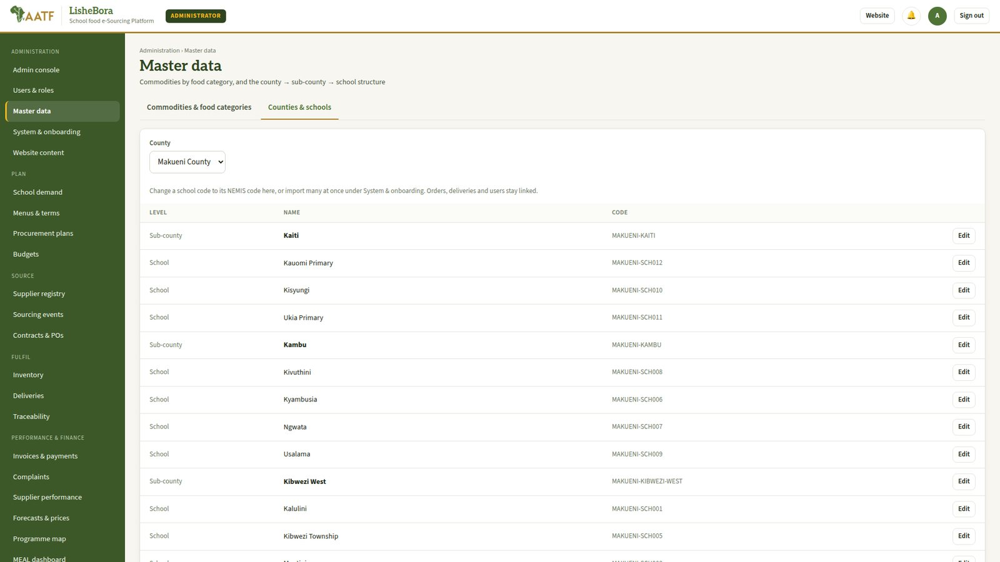 AATF
LisheBora
School food e-Sourcing Platform
ADMINISTRATOR
Website
A
Sign out
ADMINISTRATION
Admin console
Users & roles
Master data
System & onboarding
Website content
PLAN
School demand
Menus & terms
Procurement plans
Budgets
SOURCE
Supplier registry
Sourcing events
Contracts & POs
FULFIL
Inventory
Deliveries
Traceability
PERFORMANCE & FINANCE
Invoices & payments
Complaints
Supplier performance
Forecasts & prices
Programme map
MEAL dashboard
Administration › Master data
Master data
Commodities by food category, and the county → sub-county → school structure
Commodities & food categories Counties & schools
County
Makueni County
Change a school code to its NEMIS code here, or import many at once under System & onboarding. Orders, deliveries and users stay linked.
LEVEL NAME CODE
Sub-county Kaiti MAKUENI-KAITI Edit
School Kauomi Primary MAKUENI-SCH012 Edit
School Kisyungi MAKUENI-SCH010 Edit
School Ukia Primary MAKUENI-SCH011 Edit
Sub-county Kambu MAKUENI-KAMBU Edit
School Kivuthini MAKUENI-SCH008 Edit
School Kyambusia MAKUENI-SCH006 Edit
School Ngwata MAKUENI-SCH007 Edit
School Usalama MAKUENI-SCH009 Edit
Sub-county Kibwezi West MAKUENI-KIBWEZI-WEST Edit
School Kalulini MAKUENI-SCH001 Edit
School Kibwezi Township MAKUENI-SCH005 Edit